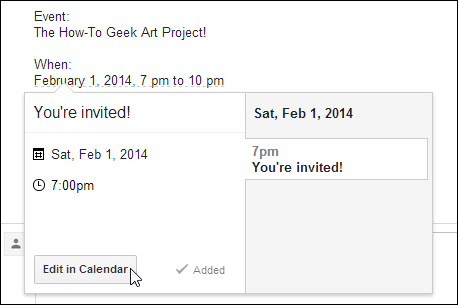 Event:
The How-To Geek Art Project!
When:
February 1, 2014, 7 pm to 10 pm
You're invited!
Sat, Feb 1, 2014
7:00pm
Edit in Calendar
Added
Sat, Feb 1, 2014
7pm
You're invited!